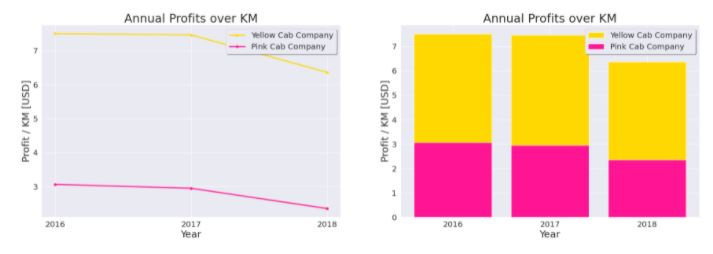 Annual Profits over KM
Yellow Cab Company
Pink Cab Company
Profit / KM [USD]
7
6
5
4
3
2016
2017
2018
Year
Annual Profits over KM
Yellow Cab Company
Pink Cab Company
Profit / KM [USD]
7
6
5
4
3
2
1
0
2016
2017
2018
Year